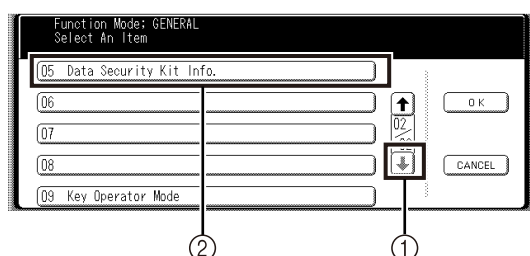 Function Mode; GENERAL
Select An Item
05 Data Security Kit Info.
06
07
08
09 Key Operator Mode
02
OK
CANCEL
2
1